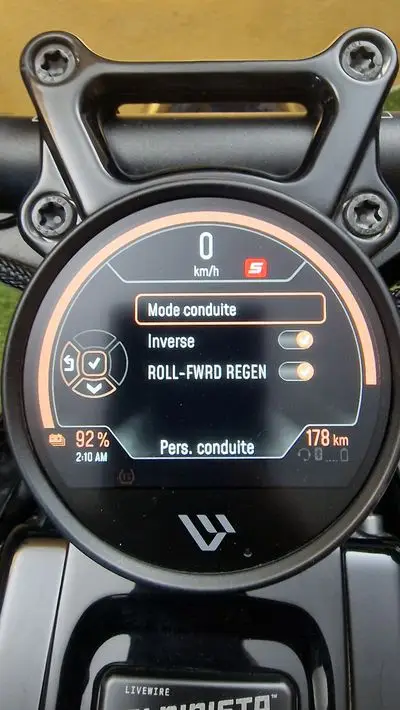 0
km/h
S
Mode conduite
Inverse
ROLL-FWRD REGEN
92%
2:10 AM
Pers. conduite
178 km
LIVEWIRE